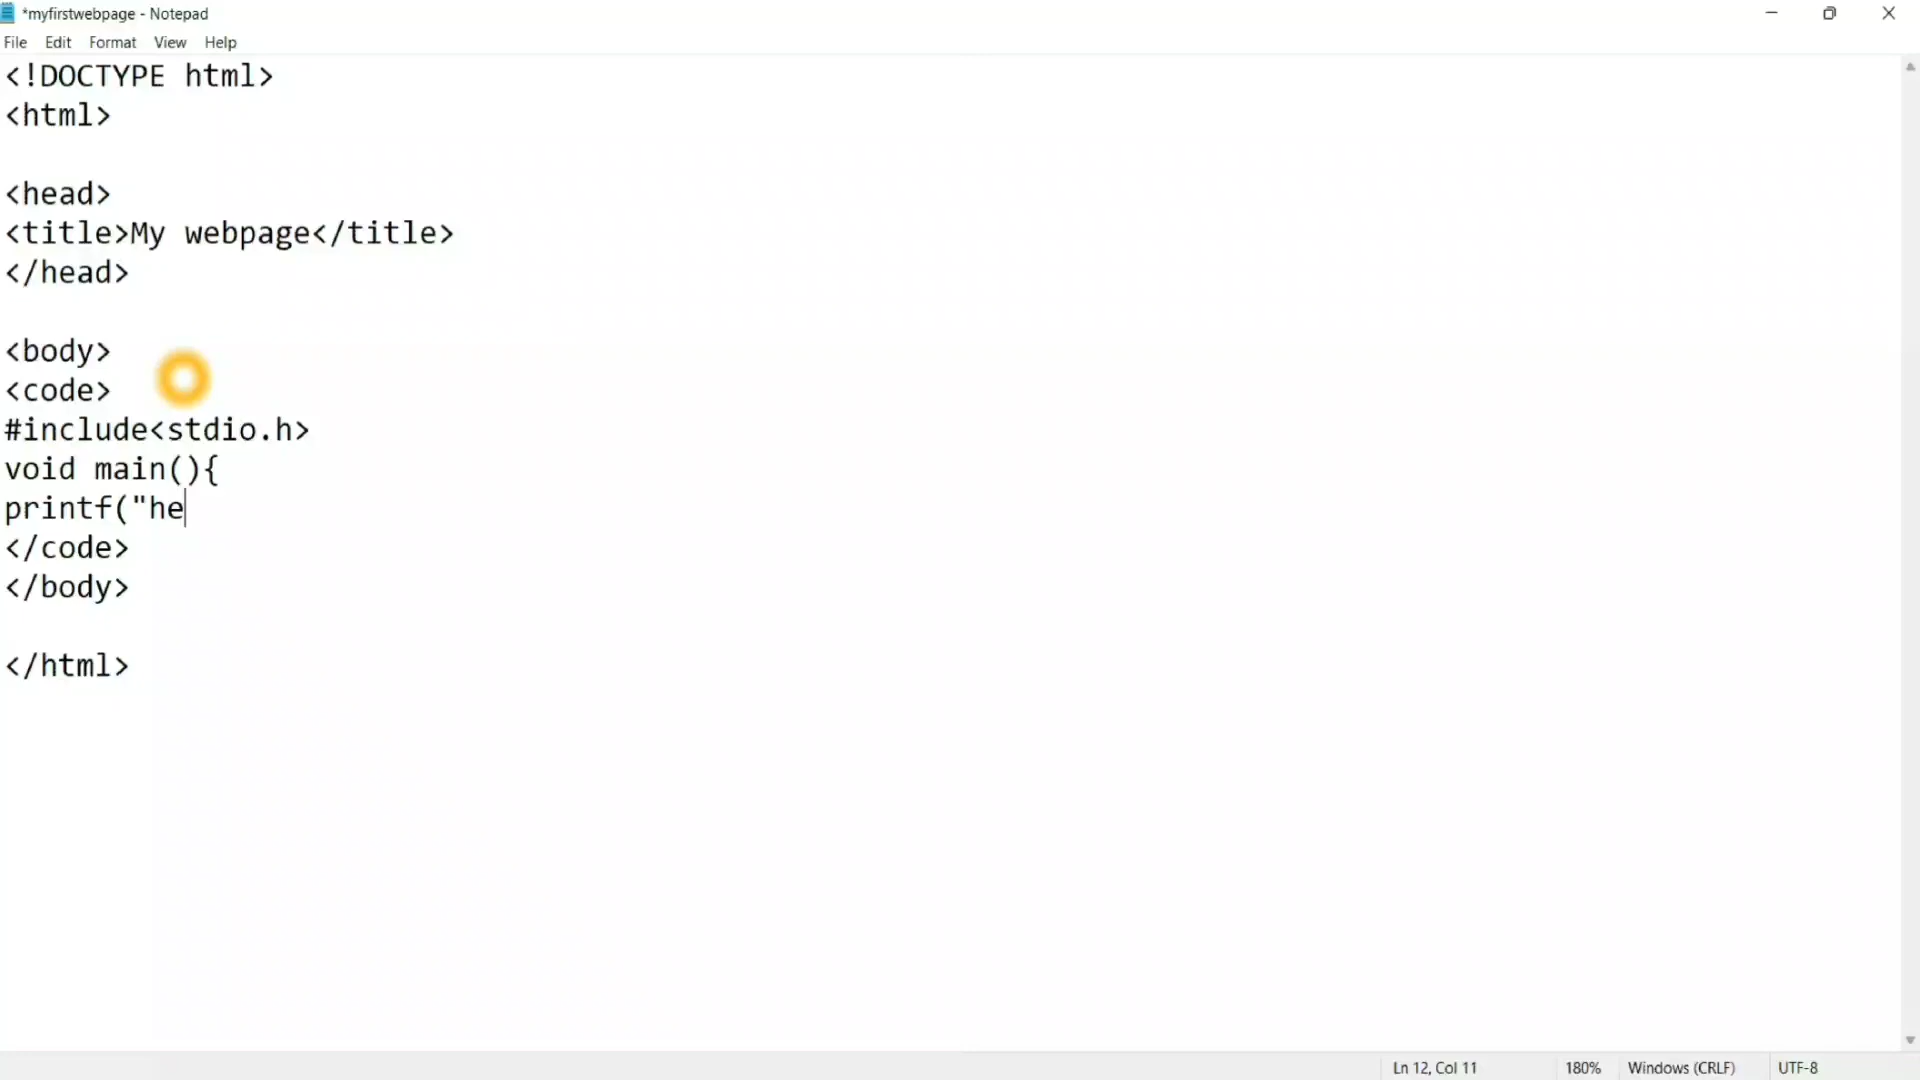 *myfirstwebpage - Notepad
File Edit Format View Help
<!DOCTYPE html>
<html>
<head>
<title>My webpage</title>
</head>
<body>
<code>
#include<stdio.h>
void main(){
printf("he
</code>
</body>
</html>
Ln 12, Col 11 180% Windows (CRLF) UTF-8